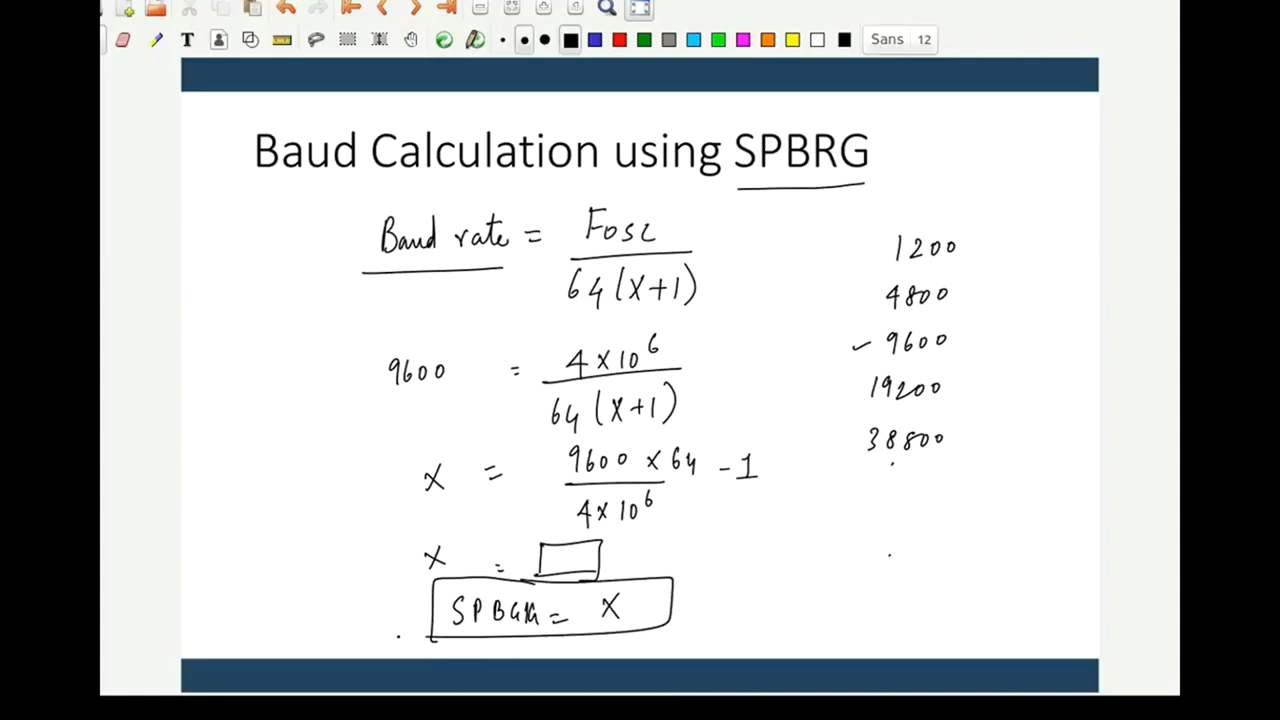 Sans 12
Baud Calculation using SPBRG
Baud rate = Fosc / 64(X+1)
9600 = 4 × 10^6 / 64 (X+1)
X = 9600 × 64 / 4 × 10^6 - 1
X =
SPBGR = X
1200
4800
✓ 9600
19200
38800